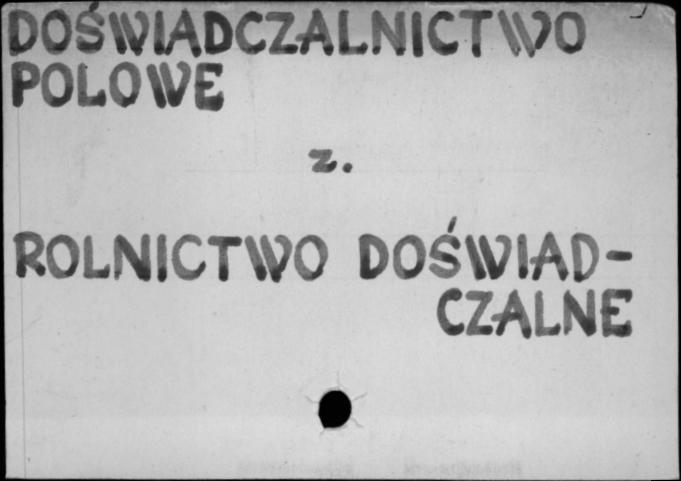 DOŚWIADCZALNICTWO
POLOWE
z.
ROLNICTWO DOŚWIAD-
CZALNE